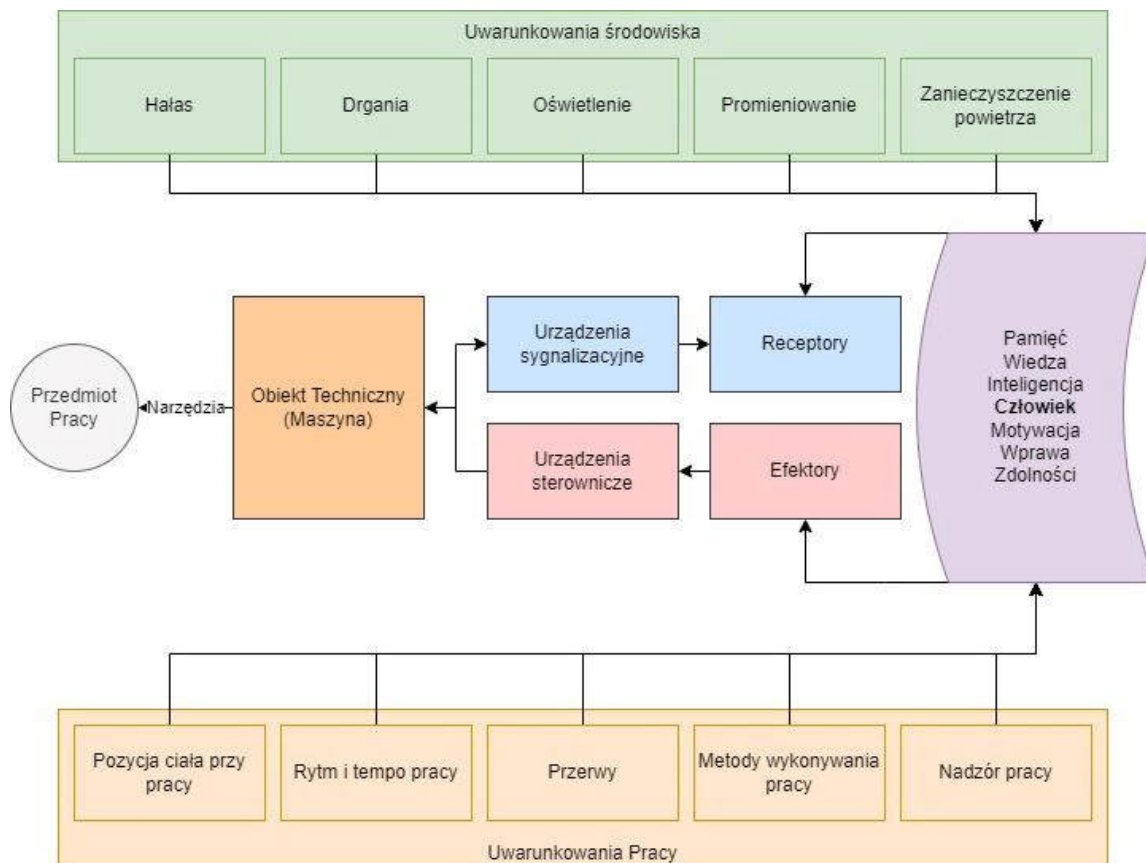 Uwarunkowania środowiska
Hałas
Drgania
Oświetlenie
Promieniowanie
Zanieczyszczenie
powietrza
Przedmiot
Pracy
Narzędzia
Obiekt Techniczny
(Maszyna)
Urządzenia
sygnalizacyjne
Receptory
Urządzenia
sterownicze
Efektory
Pamięć
Wiedza
Inteligencja
Człowiek
Motywacja
Wprawa
Zdolności
Pozycja ciała przy
pracy
Rytm i tempo pracy
Przerwy
Metody wykonywania
pracy
Nadzór pracy
Uwarunkowania Pracy